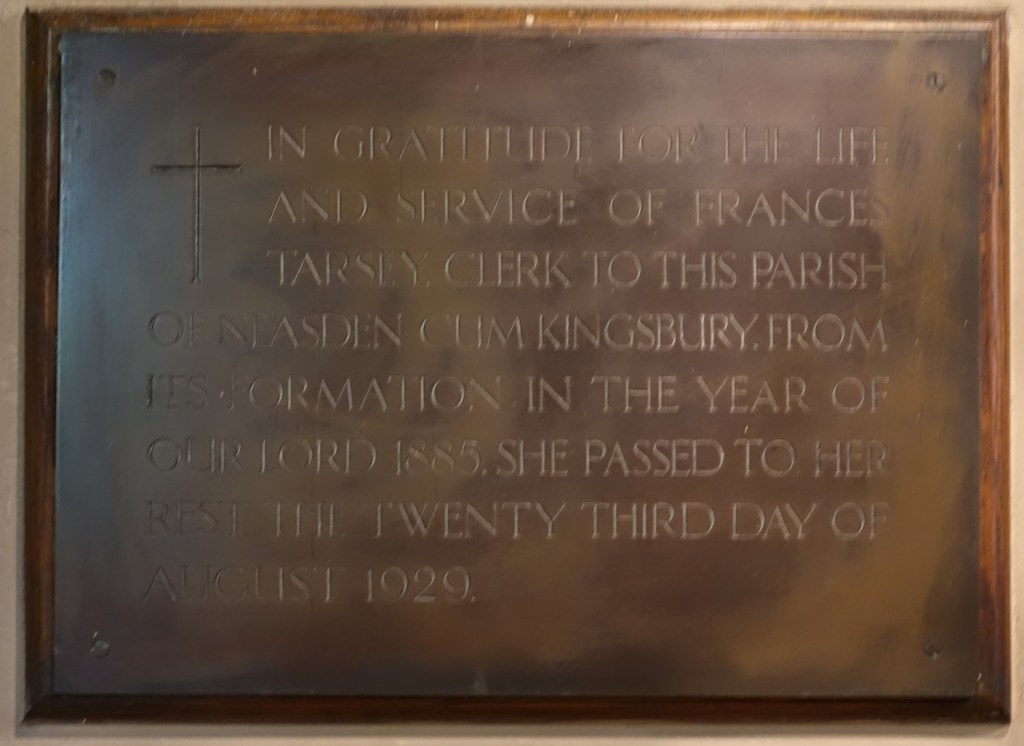 IN GRATITUDE FOR THE LIFE
AND SERVICE OF FRANCES
TARSEY, CLERK TO THIS PARISH
OF NEASDEN CUM KINGSBURY, FROM
ITS FORMATION IN THE YEAR OF
OUR LORD 1885. SHE PASSED TO HER
REST THE TWENTY THIRD DAY OF
AUGUST 1929.